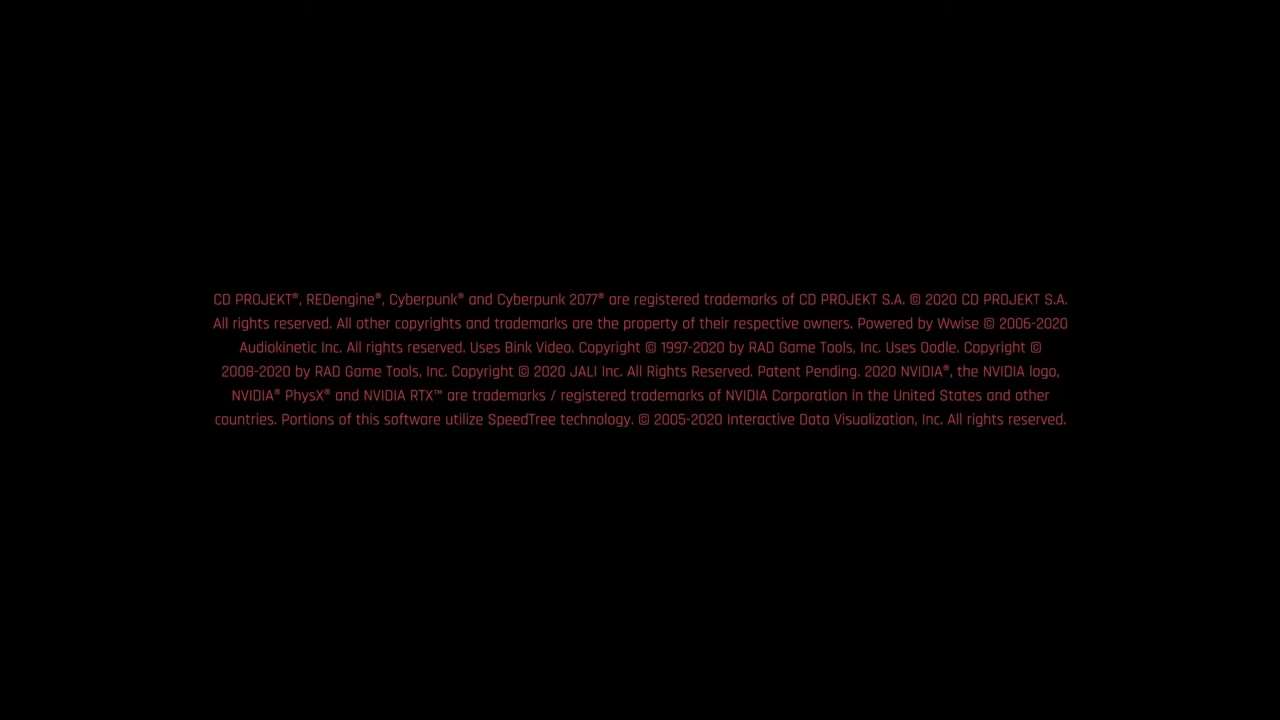 CD PROJEKT®, REDengine®, Cyberpunk® and Cyberpunk 2077® are registered trademarks of CD PROJEKT S.A. © 2020 CD PROJEKT S.A.
All rights reserved. All other copyrights and trademarks are the property of their respective owners. Powered by Wwise © 2006-2020
Audiokinetic Inc. All rights reserved. Uses Bink Video. Copyright © 1997-2020 by RAD Game Tools, Inc. Uses Oodle. Copyright ©
2008-2020 by RAD Game Tools, Inc. Copyright © 2020 JALI Inc. All Rights Reserved. Patent Pending. 2020 NVIDIA®, the NVIDIA logo,
NVIDIA® PhysX® and NVIDIA RTX™ are trademarks / registered trademarks of NVIDIA Corporation in the United States and other
countries. Portions of this software utilize SpeedTree technology. © 2005-2020 Interactive Data Visualization, Inc. All rights reserved.